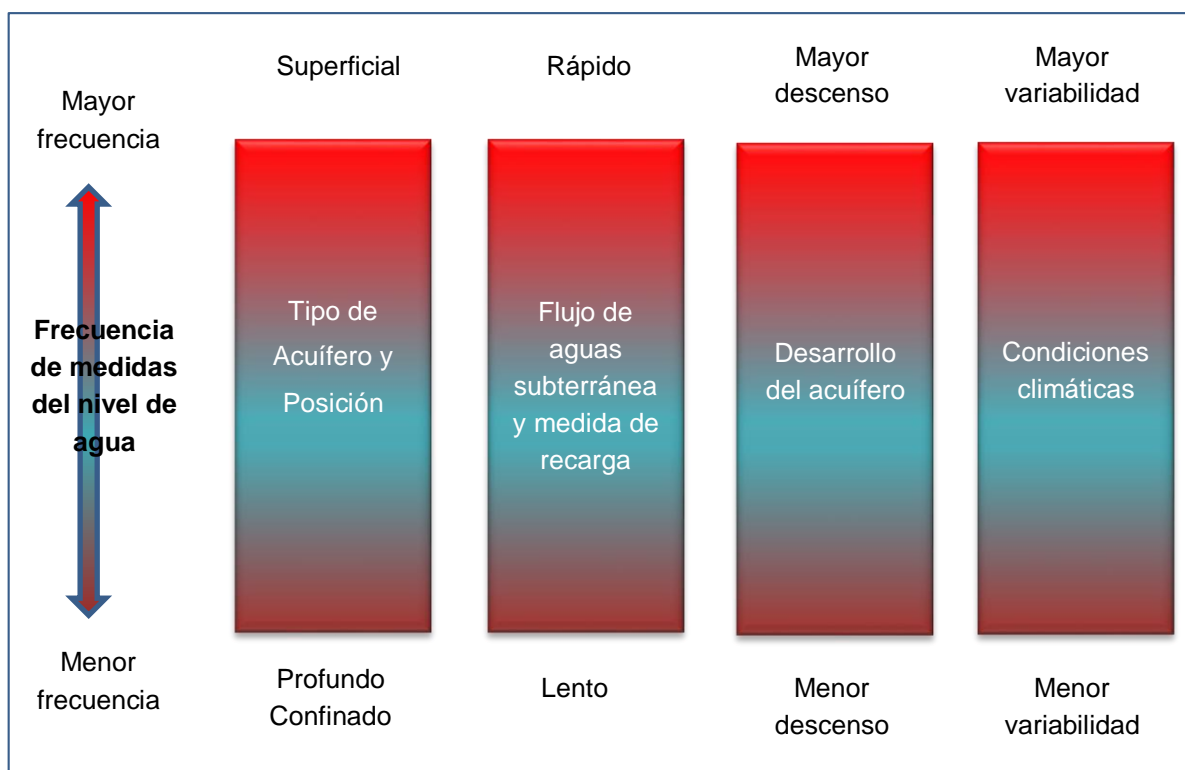 Mayor
frecuencia
Frecuencia
de medidas
del nivel de
agua
Menor
frecuencia
Superficial
Tipo de
Acuífero y
Posición
Profundo
Confinado
Rápido
Flujo de
aguas
subterránea
y medida de
recarga
Lento
Mayor
descenso
Desarrollo
del acuífero
Menor
descenso
Mayor
variabilidad
Condiciones
climáticas
Menor
variabilidad